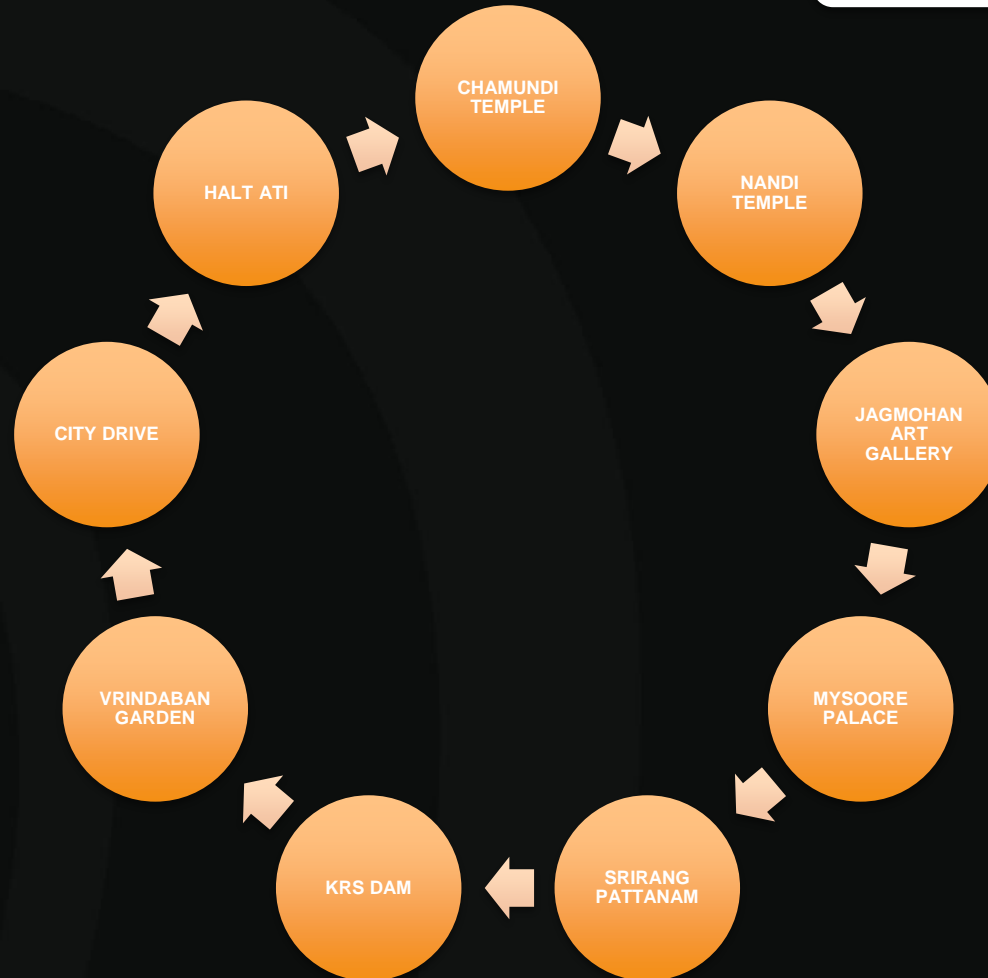 CHAMUNDI
TEMPLE
NANDI
TEMPLE
JAGMOHAN
ART
GALLERY
MYSOORE
PALACE
SRIRANG
PATTANAM
KRS DAM
VRINDABAN
GARDEN
CITY DRIVE
HALT ATI